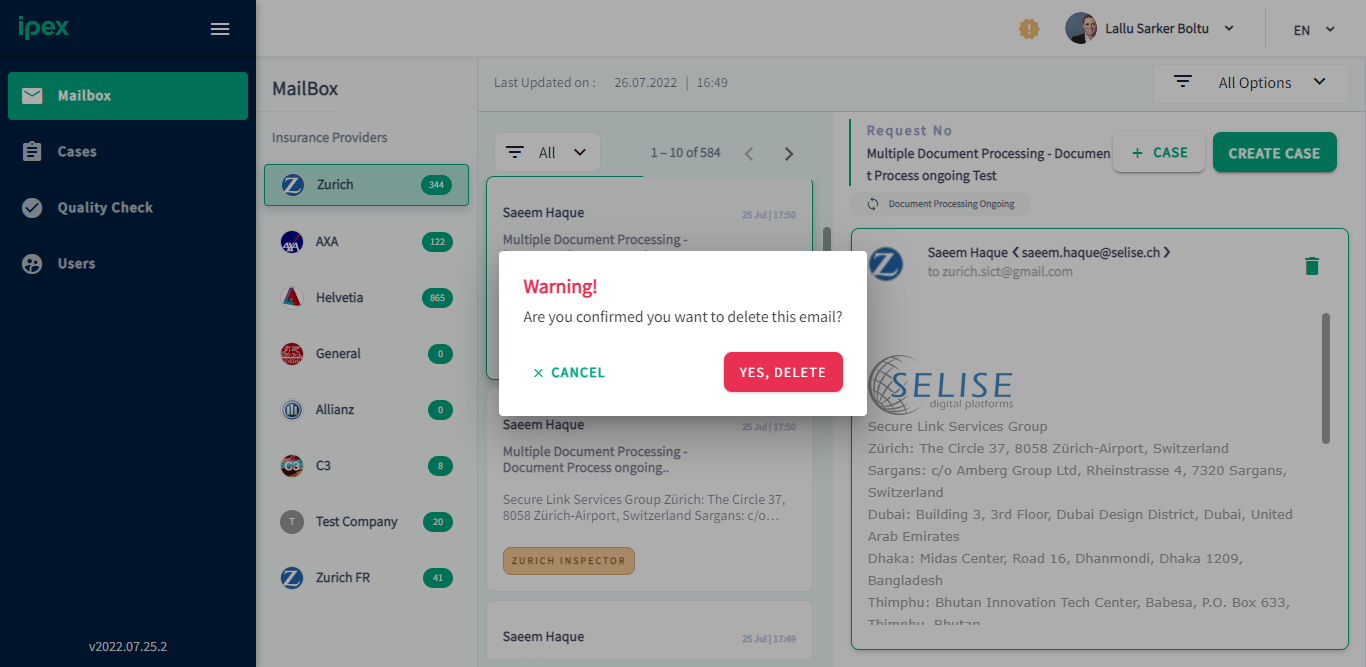 ipex
Lallu Sarker Boltu
EN
Mailbox
Cases
Quality Check
Users
v2022.07.25.2
MailBox
Insurance Providers
Zurich
344
AXA
122
Helvetia
865
General
0
Allianz
0
C3
8
T
Test Company
20
Zurich FR
41
Last Updated on : 26.07.2022 | 16:49
All Options
All
1 – 10 of 584
Saeem Haque
25 Jul | 17:50
Multiple Document Processing -
Warning!
Are you confirmed you want to delete this email?
× CANCEL
YES, DELETE
Saeem Haque
25 Jul | 17:50
Multiple Document Processing -
Document Process ongoing..
Secure Link Services Group Zürich: The Circle 37,
8058 Zürich-Airport, Switzerland Sargans: c/o…
ZURICH INSPECTOR
Saeem Haque
25 Jul | 17:49
Request No
Multiple Document Processing - Documen
t Process ongoing Test
+ CASE
CREATE CASE
Document Processing Ongoing
Saeem Haque < saeem.haque@selise.ch >
to zurich.sict@gmail.com
SELISE
digital platforms
Secure Link Services Group
Zürich: The Circle 37, 8058 Zürich-Airport, Switzerland
Sargans: c/o Amberg Group Ltd, Rheinstrasse 4, 7320 Sargans,
Switzerland
Dubai: Building 3, 3rd Floor, Dubai Design District, Dubai, United
Arab Emirates
Dhaka: Midas Center, Road 16, Dhanmondi, Dhaka 1209,
Bangladesh
Thimphu: Bhutan Innovation Tech Center, Babesa, P.O. Box 633,
Thimphu, Bhutan